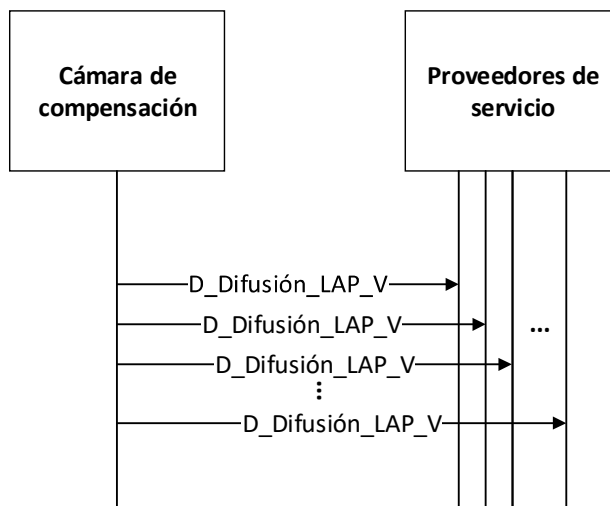 Cámara de
compensación
Proveedores de
servicio
D_Difusión_LAP_V
D_Difusión_LAP_V
...
D_Difusión_LAP_V
...
D_Difusión_LAP_V